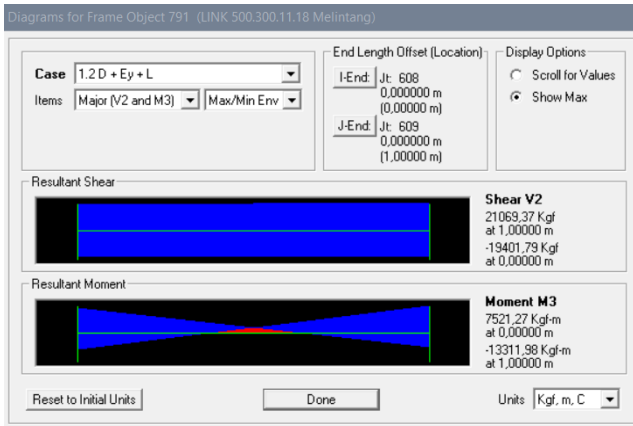 Diagrams for Frame Object 791 (LINK 500.300.11.18 Melintang)
Case 1.2 D + Ey + L
Items Major (V2 and M3) Max/Min Env
End Length Offset (Location)
I-End: Jt: 608
0,000000 m
(0,00000 m)
J-End: Jt: 609
0,000000 m
(1,00000 m)
Display Options
Scroll for Values
Show Max
Resultant Shear
Shear V2
21069,37 Kgf
at 1,00000 m
-19401,79 Kgf
at 0,00000 m
Resultant Moment
Moment M3
7521,27 Kgf-m
at 0,00000 m
-13311,98 Kgf-m
at 1,00000 m
Reset to Initial Units
Done
Units Kgf, m, C